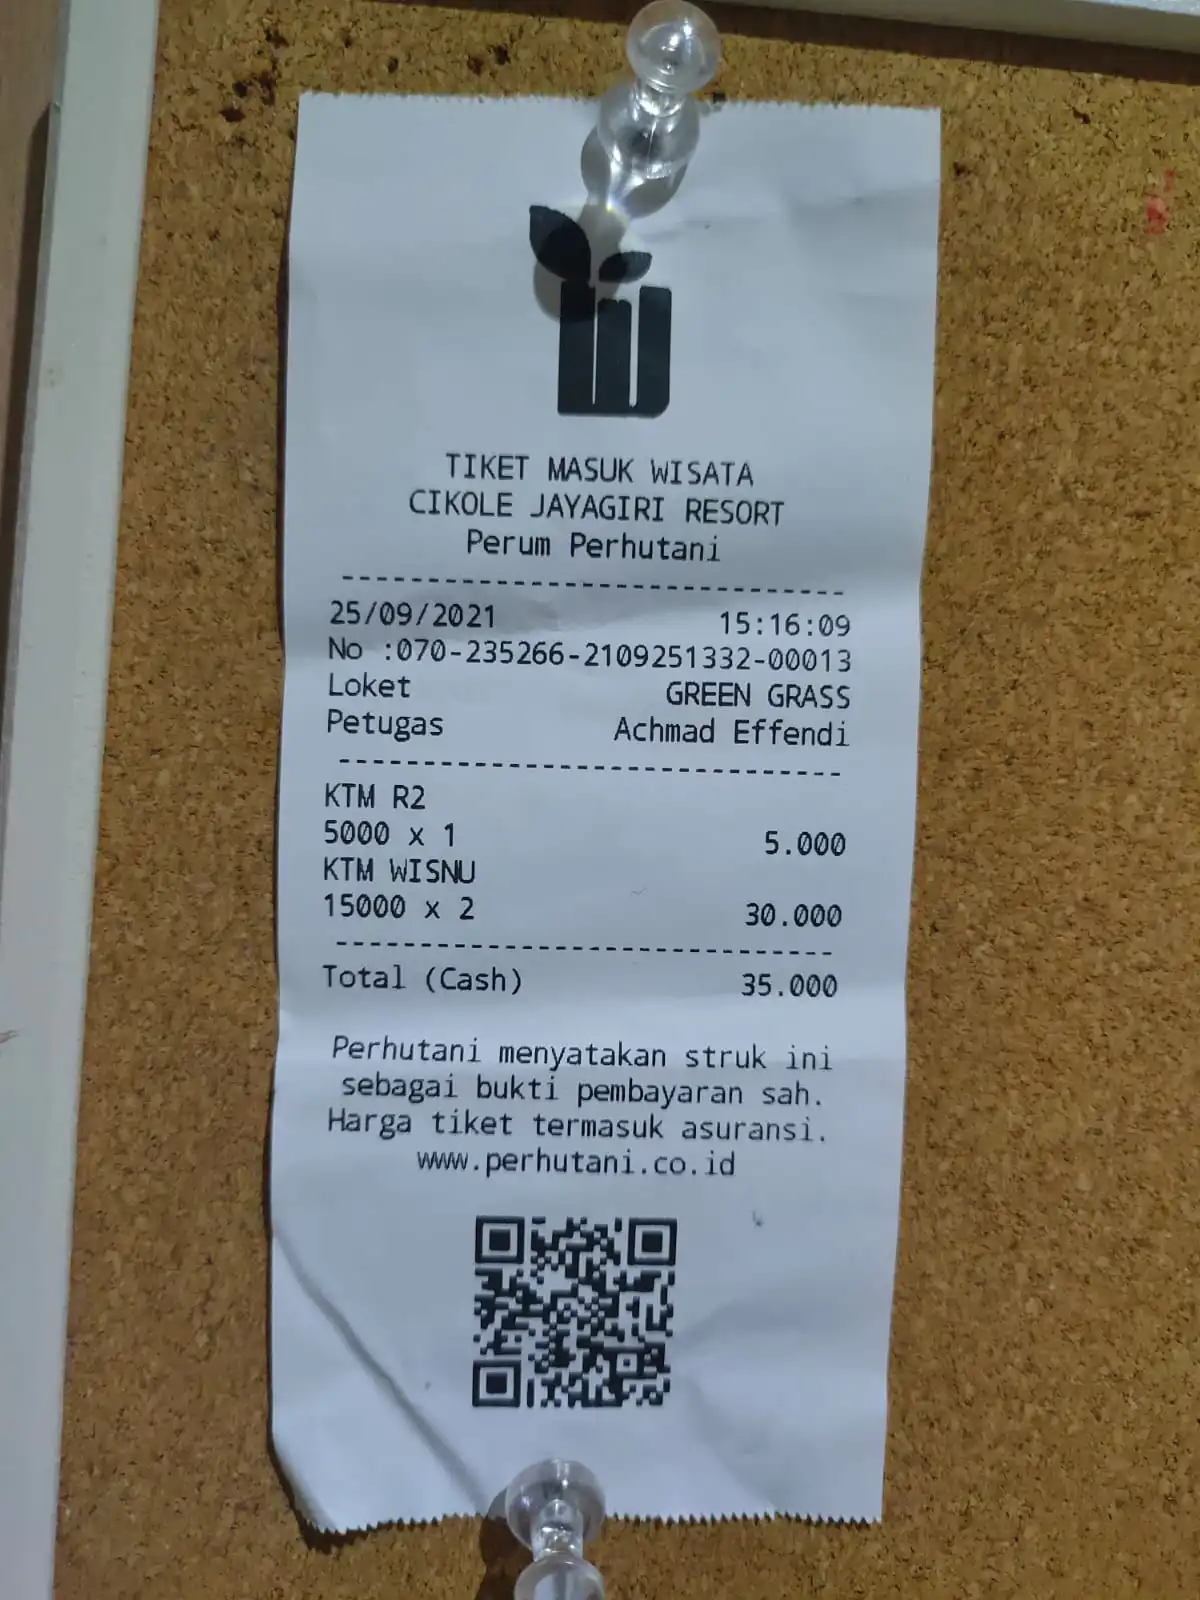 TIKET MASUK WISATA
CIKOLE JAYAGIRI RESORT
Perum Perhutani
------------------------------
25/09/2021 15:16:09
No :070-235266-2109251332-00013
Loket GREEN GRASS
Petugas Achmad Effendi
------------------------------
KTM R2
5000 x 1 5.000
KTM WISNU
15000 x 2 30.000
------------------------------
Total (Cash) 35.000
Perhutani menyatakan struk ini
sebagai bukti pembayaran sah.
Harga tiket termasuk asuransi.
www.perhutani.co.id